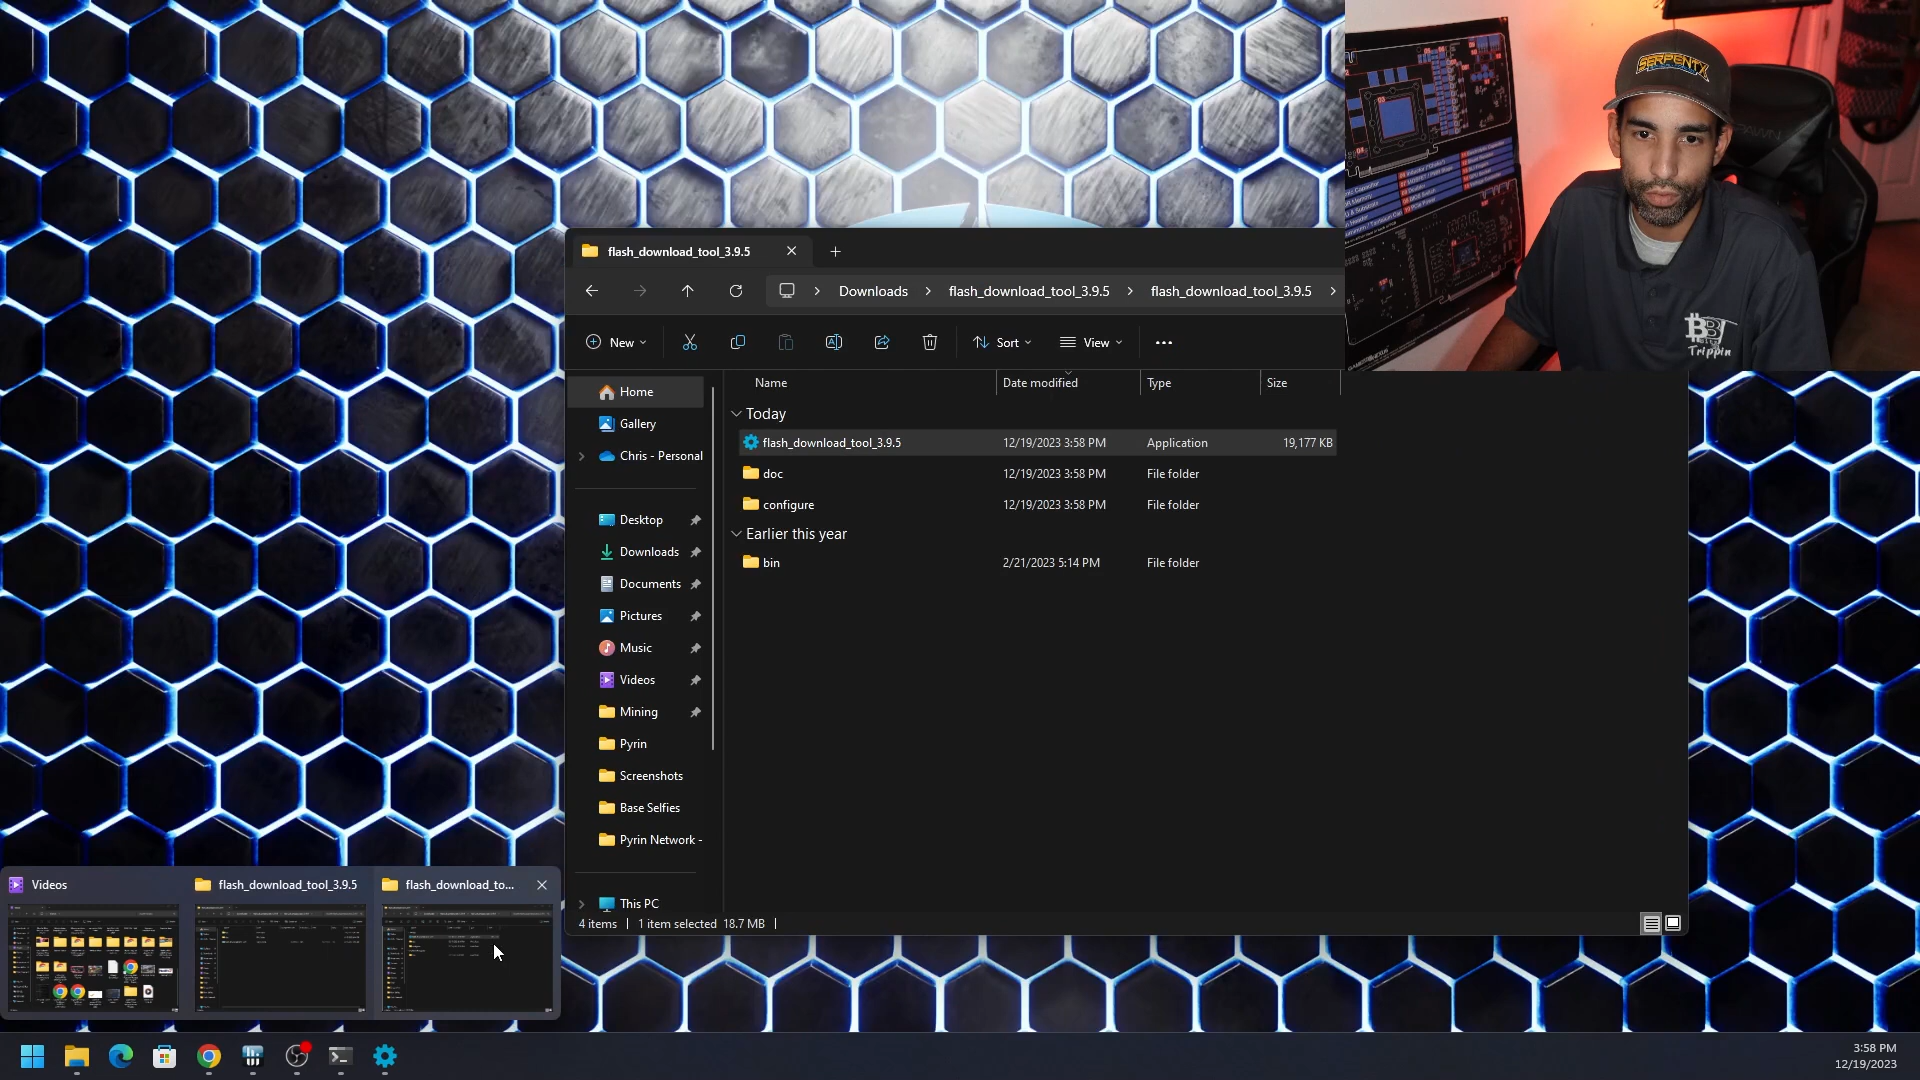 SERPENTX
BBT
Trippin
flash_download_tool_3.9.5
Downloads
flash_download_tool_3.9.5
flash_download_tool_3.9.5
New
Sort
View
Name
Date modified
Type
Size
Home
Gallery
Chris - Personal
Desktop
Downloads
Documents
Pictures
Music
Videos
Mining
Pyrin
Screenshots
Base Selfies
Pyrin Network -
This PC
Today
flash_download_tool_3.9.5 12/19/2023 3:58 PM Application 19,177 KB
doc 12/19/2023 3:58 PM File folder
configure 12/19/2023 3:58 PM File folder
Earlier this year
bin 2/21/2023 5:14 PM File folder
4 items 1 item selected 18.7 MB
Videos
flash_download_tool_3.9.5
flash_download_to...
3:58 PM
12/19/2023